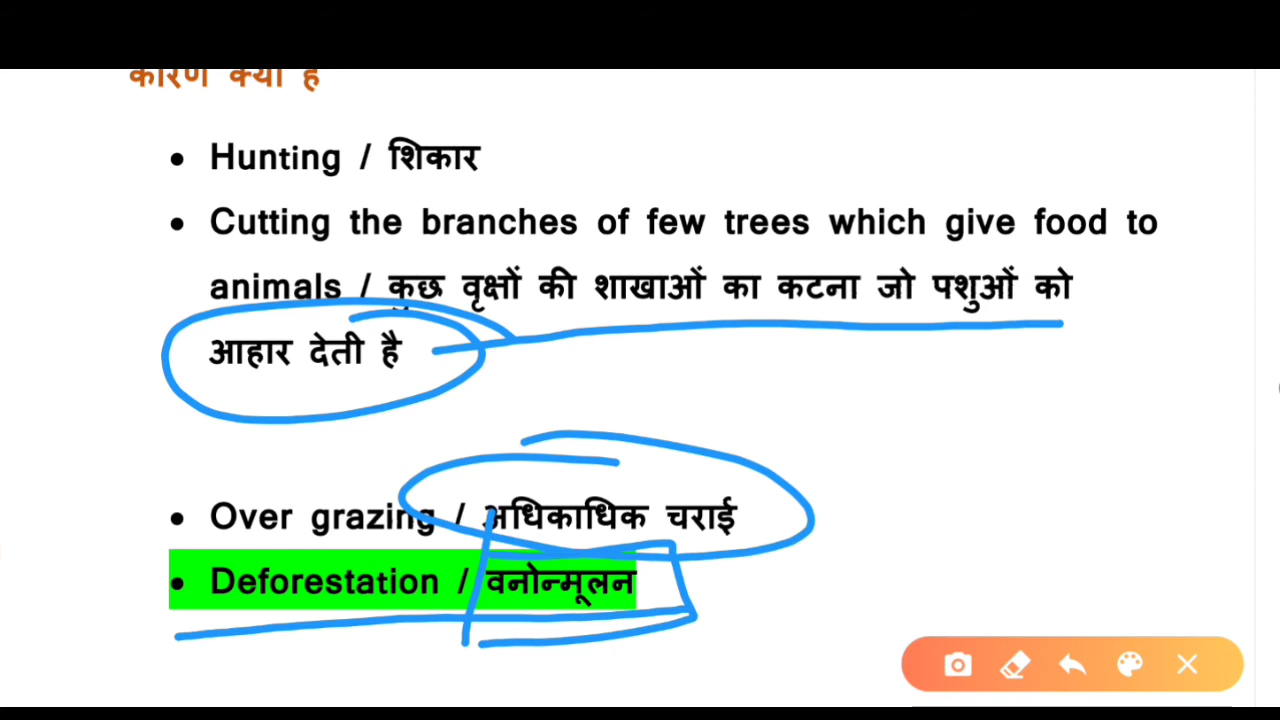 कारण क्या है
• Hunting / शिकार
• Cutting the branches of few trees which give food to
animals / कुछ वृक्षों की शाखाओं का कटना जो पशुओं को
आहार देती है
• Over grazing / अधिकाधिक चराई
• Deforestation / वनोन्मूलन